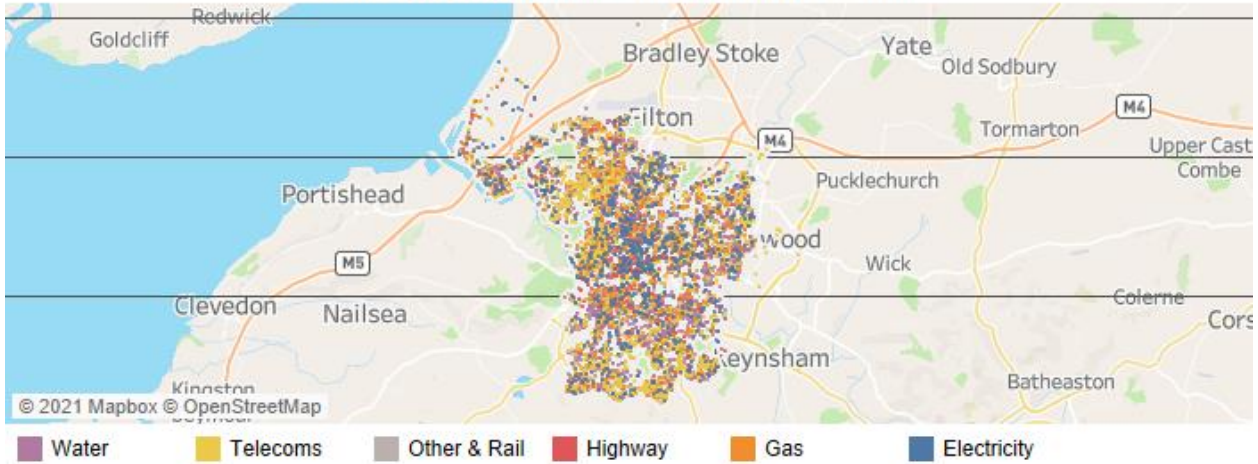 Redwick
Goldcliff
Bradley Stoke
Yate
Old Sodbury
Filton
M4
M4
Tormarton
Upper Cast
Combe
Portishead
Pucklechurch
wood
M5
Wick
Clevedon
Nailsea
Colerne
Cors
Keynsham
Batheaston
Kingston
© 2021 Mapbox © OpenStreetMap
Water
Telecoms
Other & Rail
Highway
Gas
Electricity